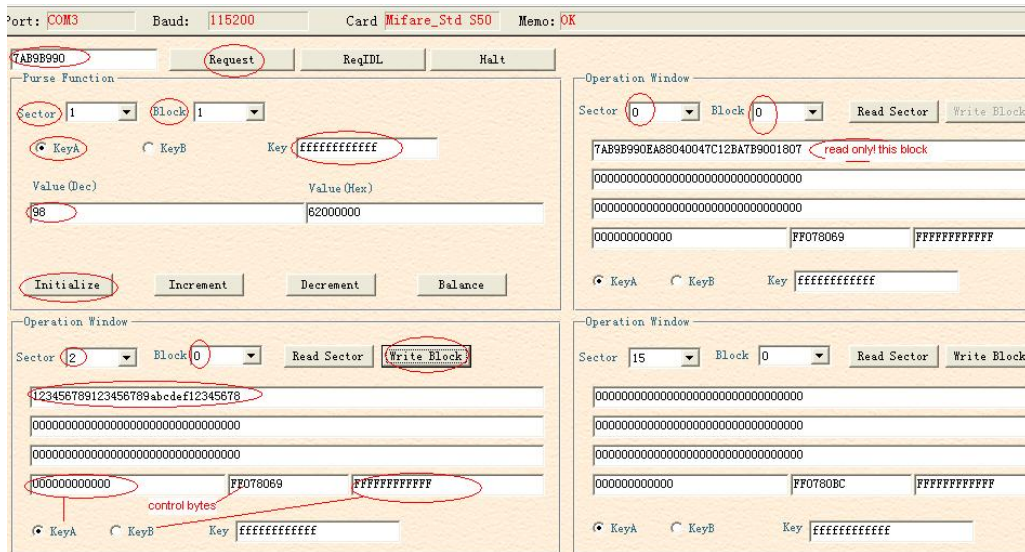 Port: COM3 Baud: 115200 Card Mifare_Std S50 Memo: OK
7AB9B990 Request ReqIDL Halt
Purse Function
Sector 1 Block 1
KeyA KeyB Key ffffffffffff
Value(Dec) Value(Hex)
98 62000000
Initialize Increment Decrement Balance
Operation Window
Sector 0 Block 0 Read Sector Write Block
7AB9B990EA88040047C12BA7B9001807 read only! this block
00000000000000000000000000000000
00000000000000000000000000000000
000000000000 FF078069 FFFFFFFFFFFF
KeyA KeyB Key ffffffffffff
Operation Window
Sector 2 Block 0 Read Sector Write Block
123456789123456789abcdef12345678
00000000000000000000000000000000
00000000000000000000000000000000
000000000000 FF078069 FFFFFFFFFFFF
control bytes
KeyA KeyB Key ffffffffffff
Operation Window
Sector 15 Block 0 Read Sector Write Block
00000000000000000000000000000000
00000000000000000000000000000000
00000000000000000000000000000000
000000000000 FF0780BC FFFFFFFFFFFF
KeyA KeyB Key ffffffffffff